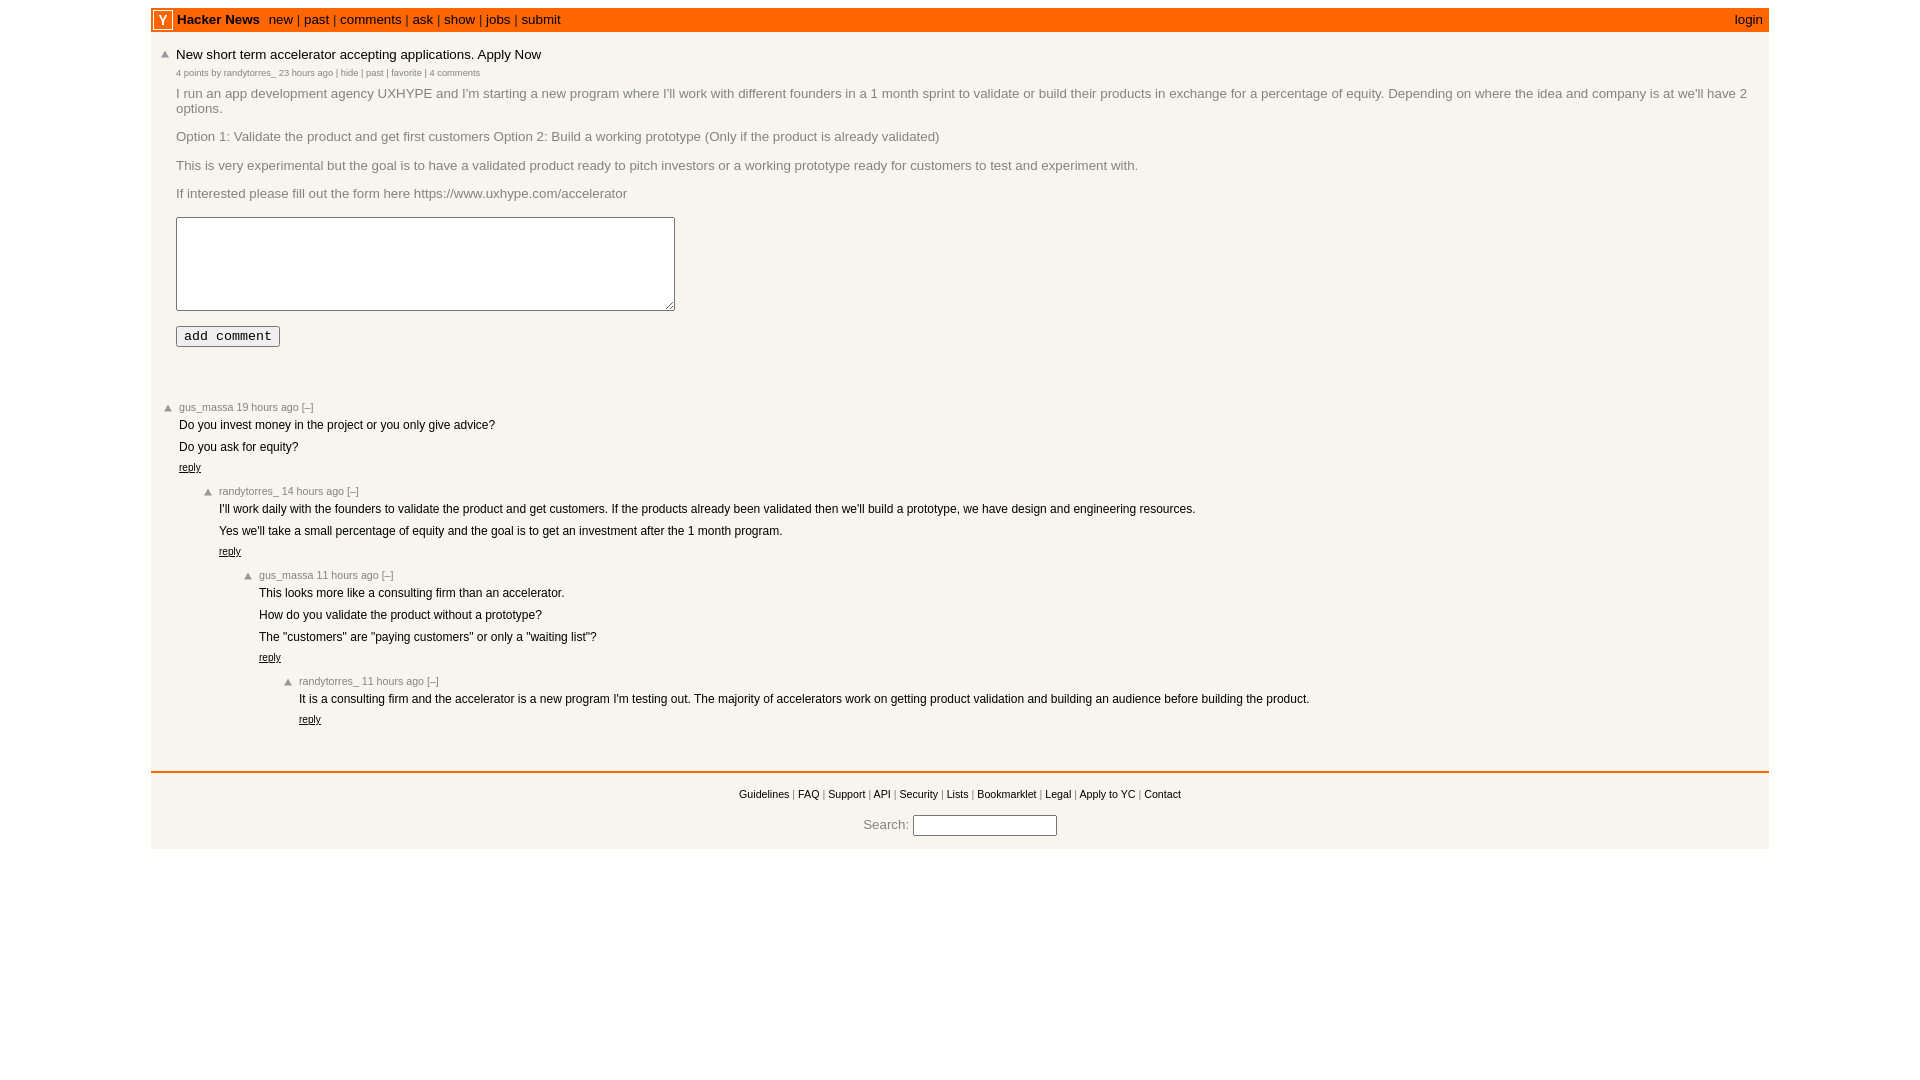 Y Hacker News new | past | comments | ask | show | jobs | submit login
New short term accelerator accepting applications. Apply Now
4 points by randytorres_ 23 hours ago | hide | past | favorite | 4 comments
I run an app development agency UXHYPE and I'm starting a new program where I'll work with different founders in a 1 month sprint to validate or build their products in exchange for a percentage of equity. Depending on where the idea and company is at we'll have 2
options.
Option 1: Validate the product and get first customers Option 2: Build a working prototype (Only if the product is already validated)
This is very experimental but the goal is to have a validated product ready to pitch investors or a working prototype ready for customers to test and experiment with.
If interested please fill out the form here https://www.uxhype.com/accelerator
add comment
gus_massa 19 hours ago [–]
Do you invest money in the project or you only give advice?
Do you ask for equity?
reply
randytorres_ 14 hours ago [–]
I'll work daily with the founders to validate the product and get customers. If the products already been validated then we'll build a prototype, we have design and engineering resources.
Yes we'll take a small percentage of equity and the goal is to get an investment after the 1 month program.
reply
gus_massa 11 hours ago [–]
This looks more like a consulting firm than an accelerator.
How do you validate the product without a prototype?
The "customers" are "paying customers" or only a "waiting list"?
reply
randytorres_ 11 hours ago [–]
It is a consulting firm and the accelerator is a new program I'm testing out. The majority of accelerators work on getting product validation and building an audience before building the product.
reply
Guidelines | FAQ | Support | API | Security | Lists | Bookmarklet | Legal | Apply to YC | Contact
Search: